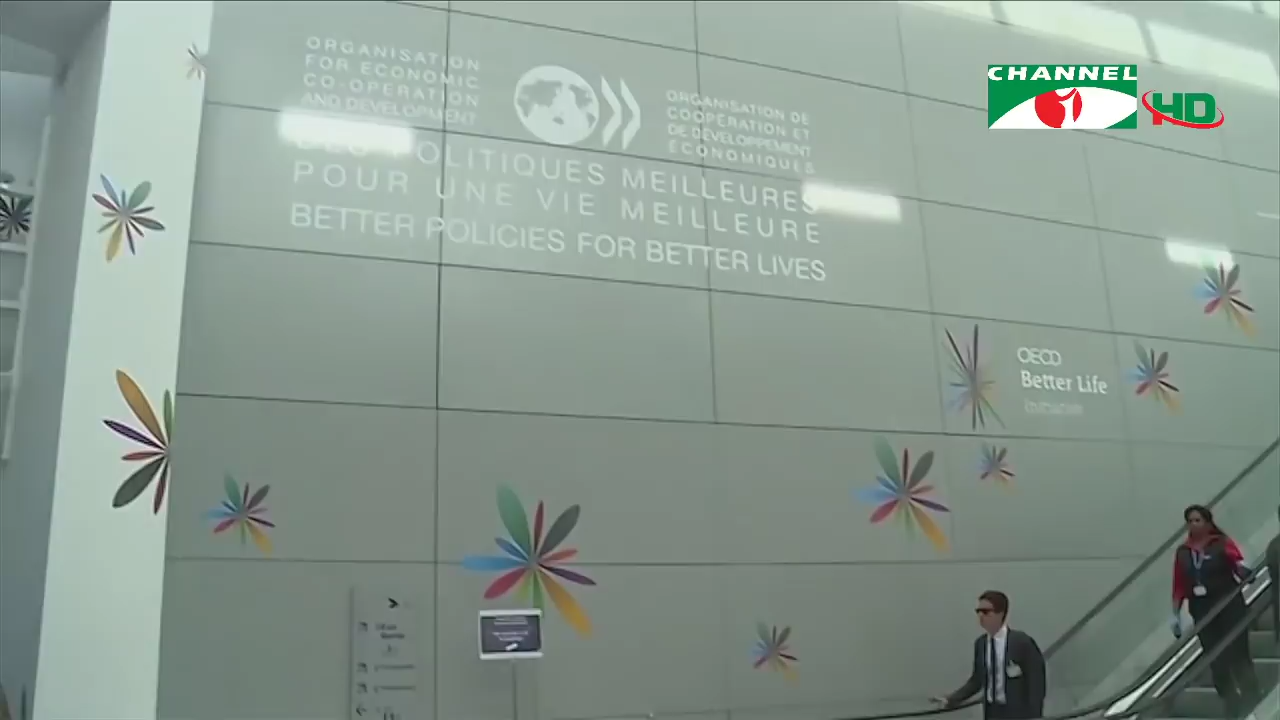 ORGANISATION
FOR ECONOMIC
CO-OPERATION
AND DEVELOPMENT
ORGANISATION DE
COOPÉRATION ET
DE DÉVELOPPEMENT
ÉCONOMIQUES
POLITIQUES MEILLEURES
POUR UNE VIE MEILLEURE
BETTER POLICIES FOR BETTER LIVES
OECD
Better Life
CHANNEL
i HD